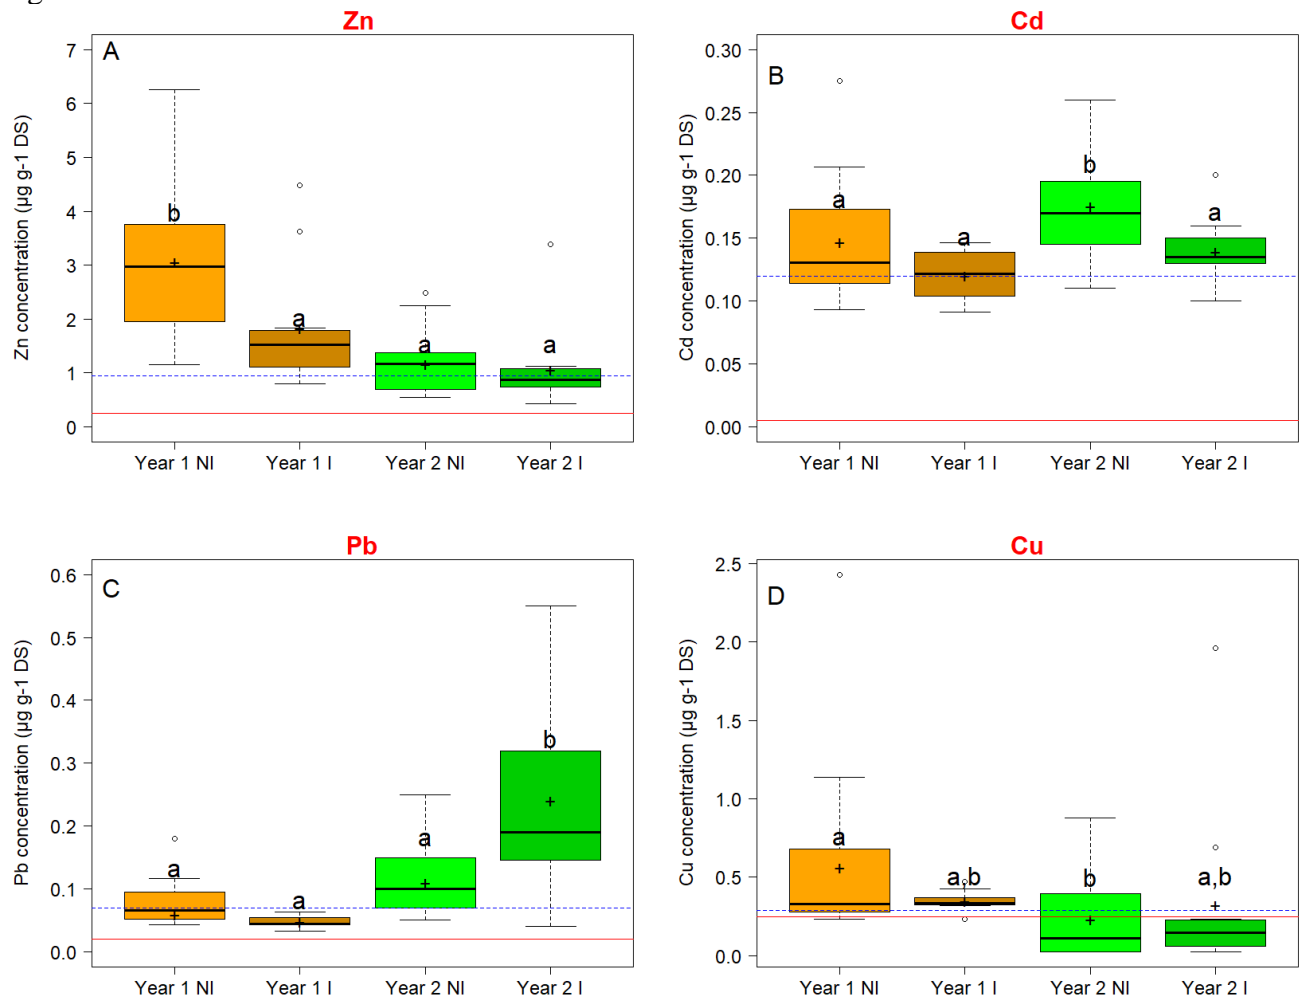 Zn
A
Zn concentration (µg g-1 DS)
7
6
5
4
3
2
1
0
b
a
a
a
Year 1 NI
Year 1 I
Year 2 NI
Year 2 I
Cd
B
Cd concentration (µg g-1 DS)
0.30
0.25
0.20
0.15
0.10
0.05
0.00
a
a
b
a
Year 1 NI
Year 1 I
Year 2 NI
Year 2 I
Pb
C
Pb concentration (µg g-1 DS)
0.6
0.5
0.4
0.3
0.2
0.1
0.0
a
a
a
b
Year 1 NI
Year 1 I
Year 2 NI
Year 2 I
Cu
D
Cu concentration (µg g-1 DS)
2.5
2.0
1.5
1.0
0.5
0.0
a
a,b
b
a,b
Year 1 NI
Year 1 I
Year 2 NI
Year 2 I